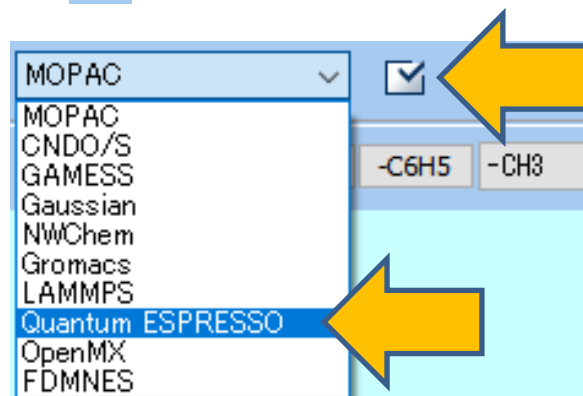 MOPAC
MOPAC
CNDO/S
GAMESS
-C6H5 -CH3
Gaussian
NWChem
Gromacs
LAMMPS
Quantum ESPRESSO
OpenMX
FDMNES